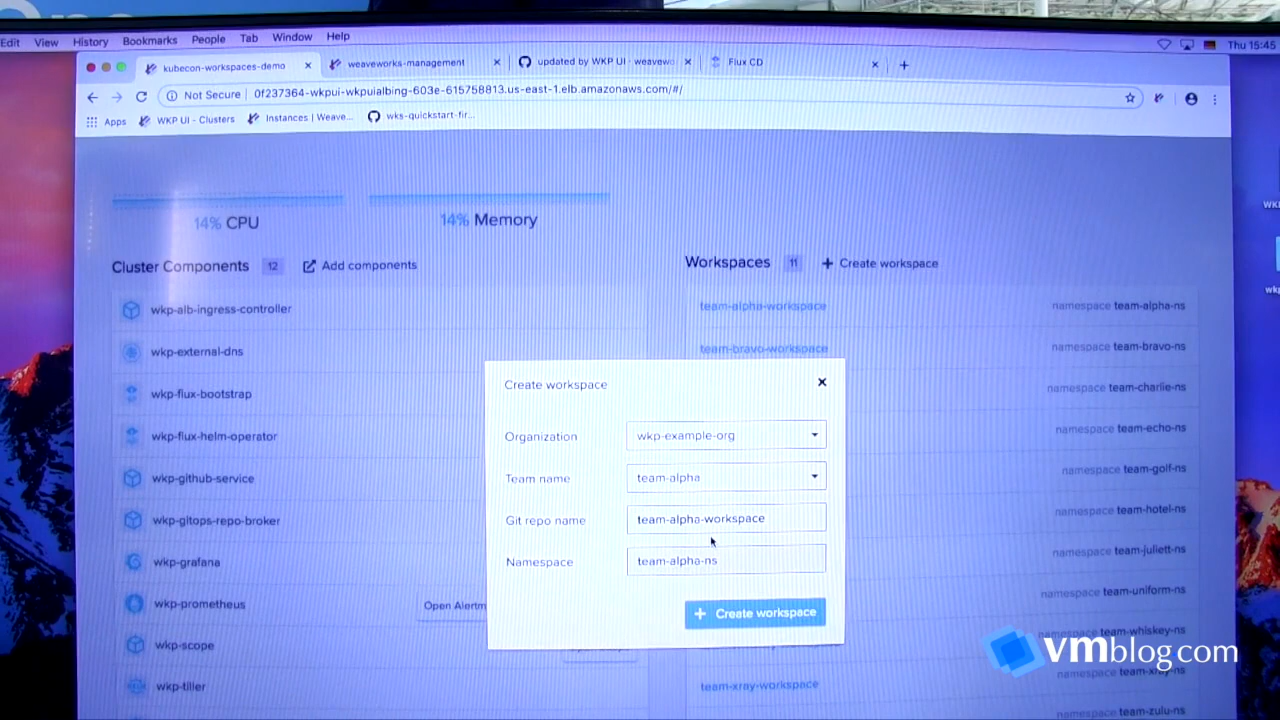 Edit View History Bookmarks People Tab Window Help Thu 15:45
kubecon-workspaces-demo × weaveworks-management × updated by WKP UI · weavewo × Flux CD × +
Not Secure | 0f237364-wkpui-wkpuialbing-603e-615758813.us-east-1.elb.amazonaws.com/#/
Apps WKP UI - Clusters Instances | Weave... wks-quickstart-fir...
14% CPU 14% Memory
Cluster Components 12 Add components
Workspaces 11 + Create workspace
wkp-alb-ingress-controller
wkp-external-dns
wkp-flux-bootstrap
wkp-flux-helm-operator
wkp-github-service
wkp-gitops-repo-broker
wkp-grafana
wkp-prometheus
Open Alertm
wkp-scope
wkp-tiller
team-alpha-workspace namespace team-alpha-ns
team-bravo-workspace namespace team-bravo-ns
namespace team-charlie-ns
namespace team-echo-ns
namespace team-golf-ns
namespace team-hotel-ns
namespace team-juliett-ns
namespace team-uniform-ns
namespace team-whiskey-ns
team-xray-workspace namespace team-xray-ns
namespace team-zulu-ns
Create workspace ×
Organization wkp-example-org
Team name team-alpha
Git repo name team-alpha-workspace
Namespace team-alpha-ns
+ Create workspace
vmblog.com